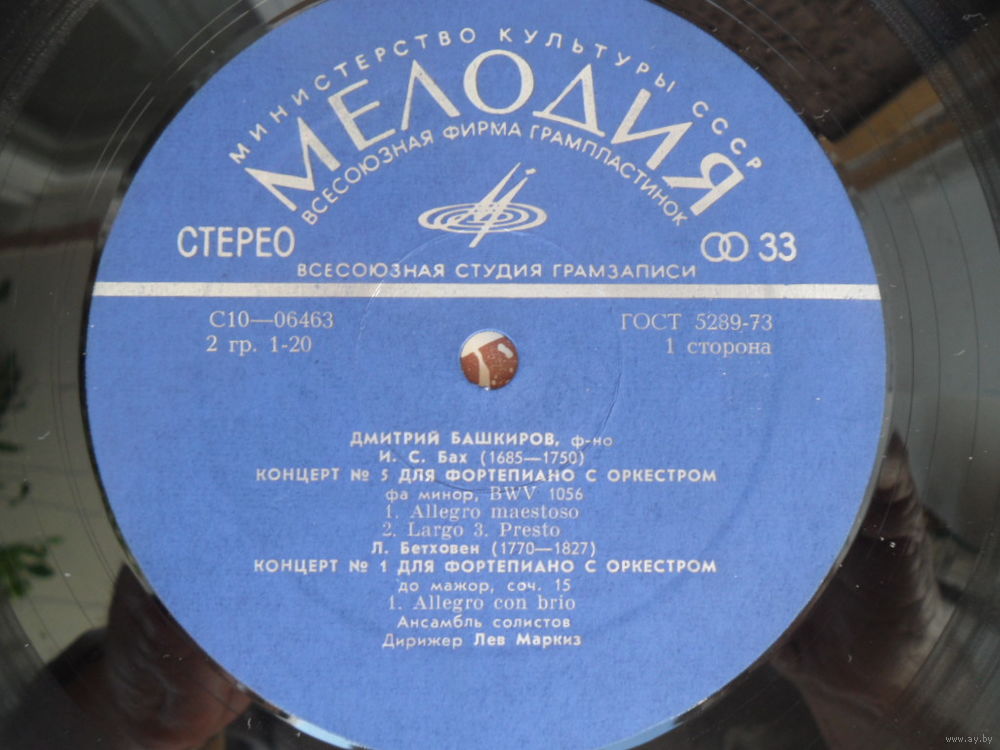 МИНИСТЕРСТВО КУЛЬТУРЫ СССР
МЕЛОДИЯ
ВСЕСОЮЗНАЯ ФИРМА ГРАМПЛАСТИНОК
СТЕРЕО
33
ВСЕСОЮЗНАЯ СТУДИЯ ГРАМЗАПИСИ
С10—06463
ГОСТ 5289-73
2 гр. 1-20
1 сторона
ДМИТРИЙ БАШКИРОВ, ф-но
И. С. Бах (1685—1750)
КОНЦЕРТ № 5 ДЛЯ ФОРТЕПИАНО С ОРКЕСТРОМ
фа минор, BWV 1056
1. Allegro maestoso
2. Largo 3. Presto
Л. Бетховен (1770—1827)
КОНЦЕРТ № 1 ДЛЯ ФОРТЕПИАНО С ОРКЕСТРОМ
до мажор, соч. 15
1. Allegro con brio
Ансамбль солистов
Дирижер Лев Маркиз
www.ay.by